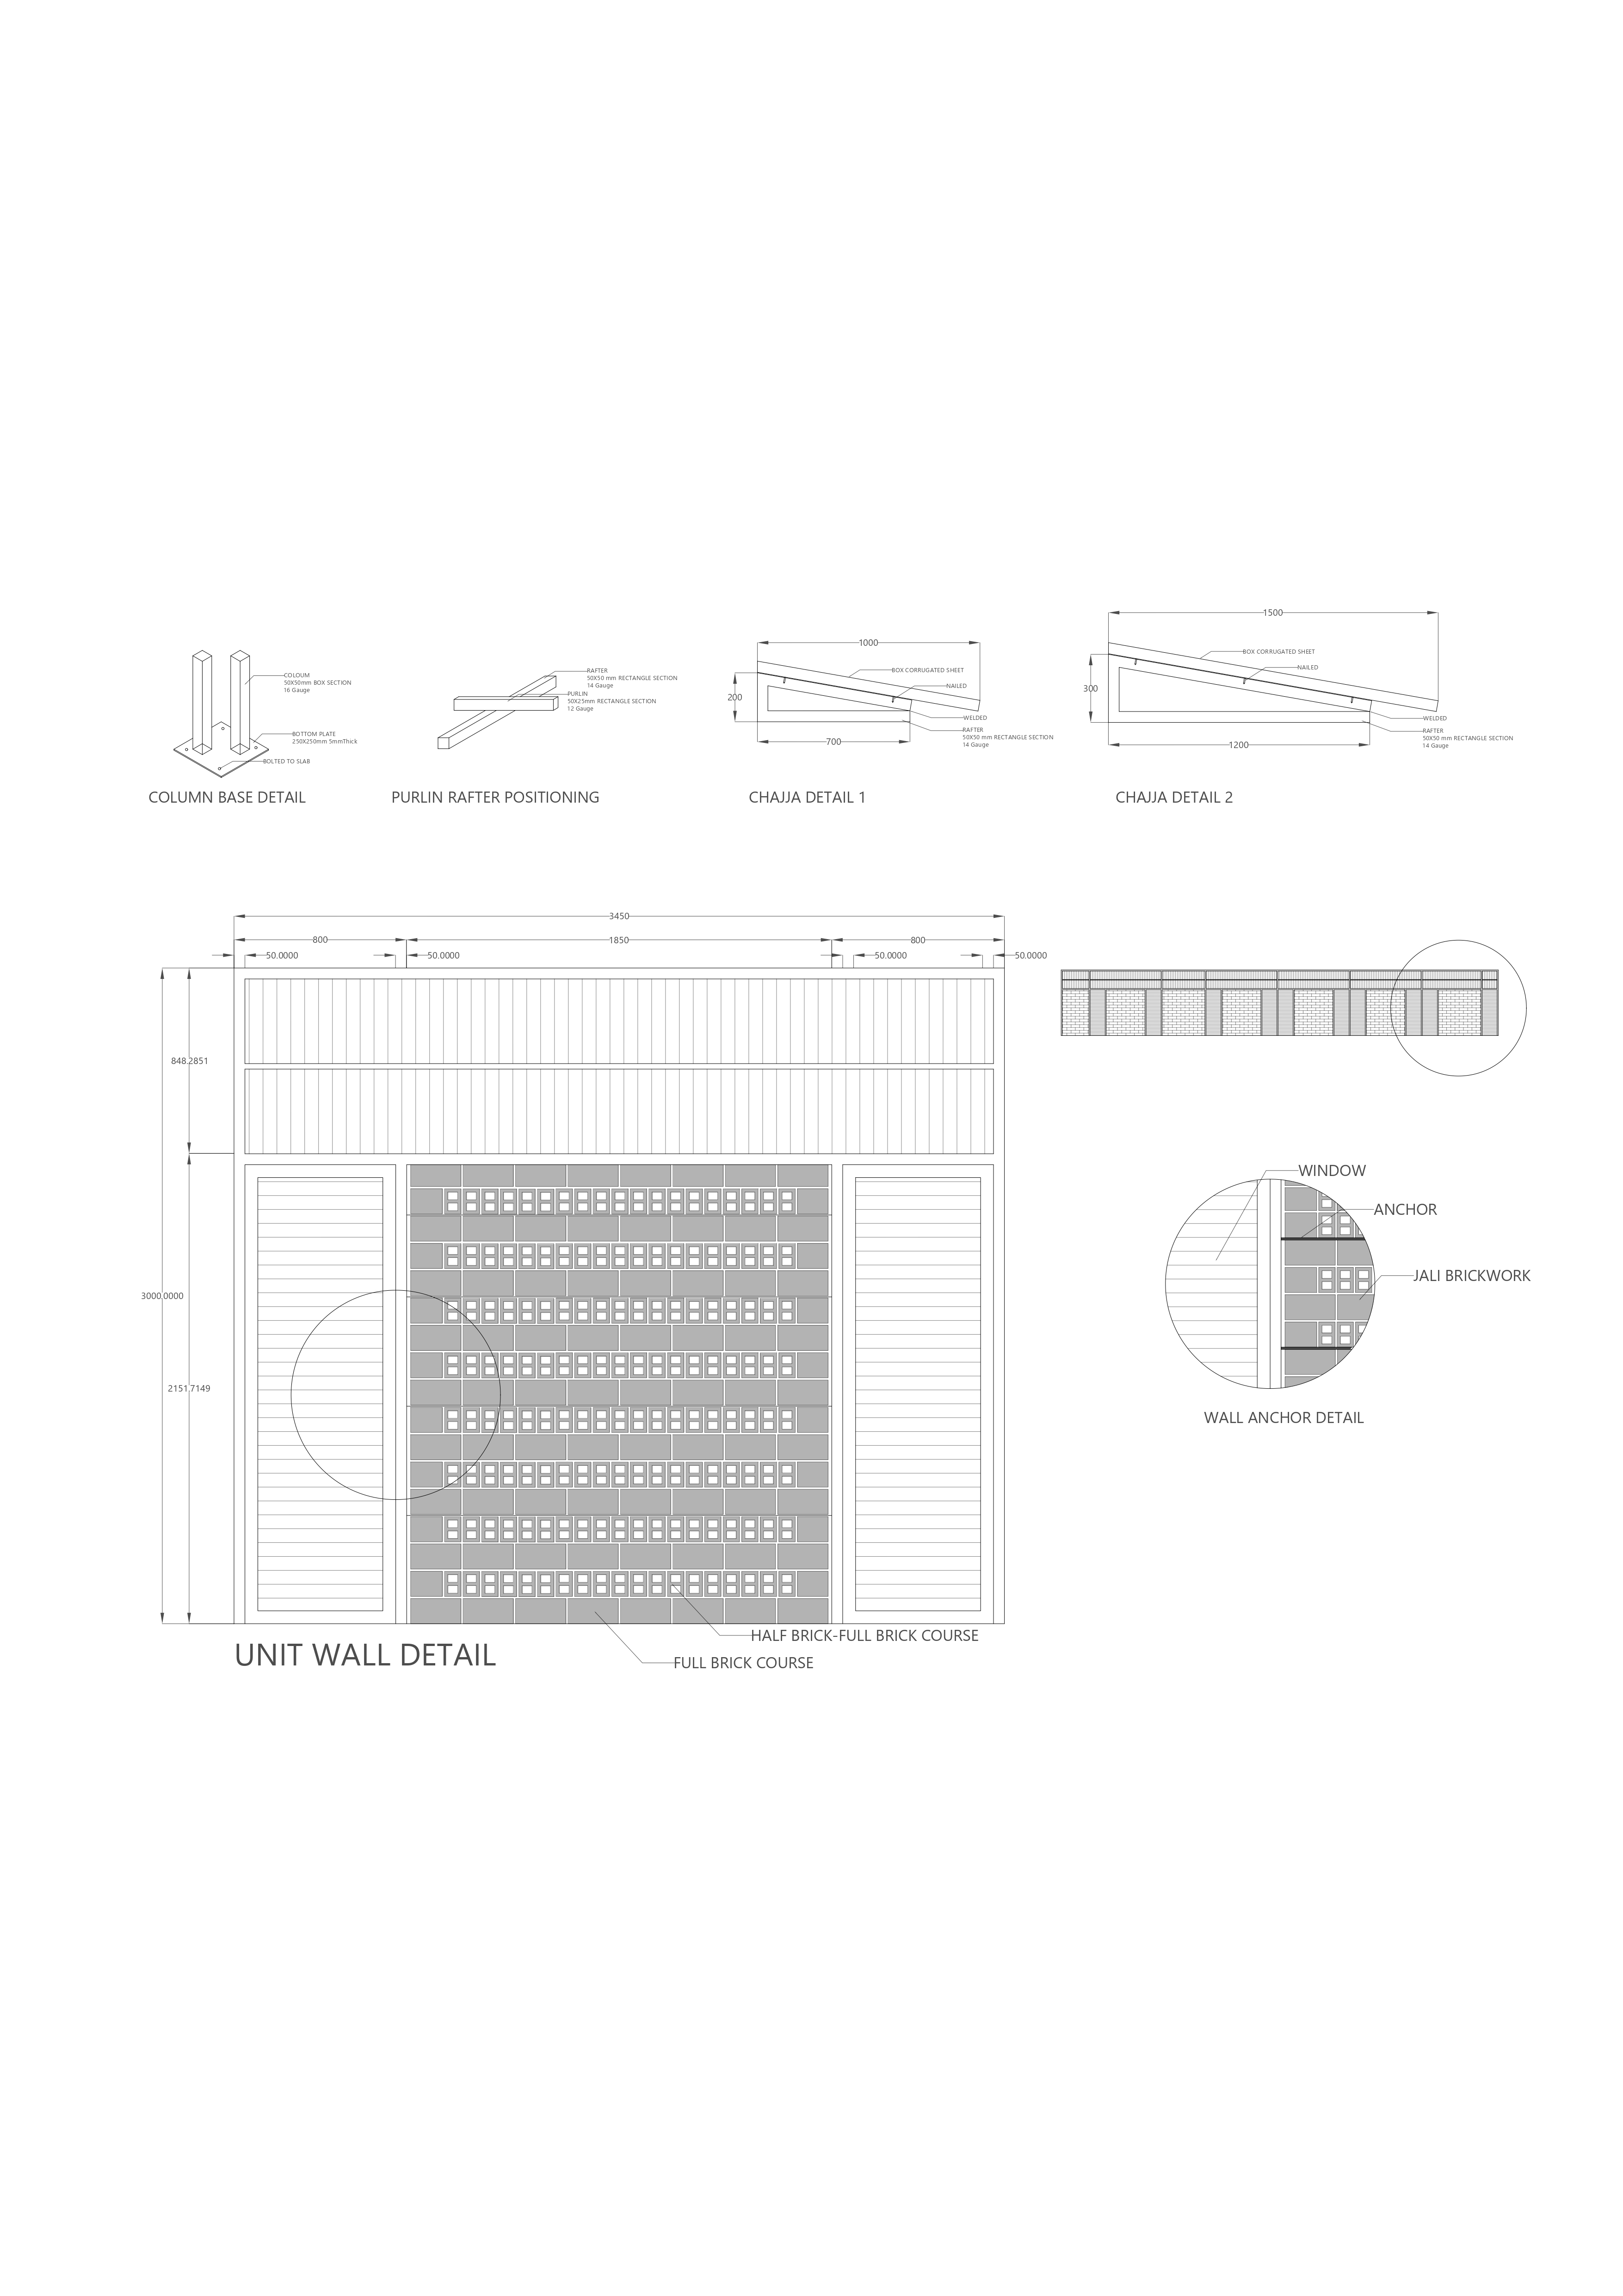 COLOUM
50X50mm BOX SECTION
16 Gauge
BOTTOM PLATE
250X250mm 5mmThick
BOLTED TO SLAB
COLUMN BASE DETAIL
RAFTER
50X50 mm RECTANGLE SECTION
14 Gauge
PURLIN
50X25mm RECTANGLE SECTION
12 Gauge
PURLIN RAFTER POSITIONING
1000
BOX CORRUGATED SHEET
NAILED
200
WELDED
RAFTER
50X50 mm RECTANGLE SECTION
14 Gauge
700
CHAJJA DETAIL 1
1500
BOX CORRUGATED SHEET
NAILED
300
WELDED
RAFTER
50X50 mm RECTANGLE SECTION
14 Gauge
1200
CHAJJA DETAIL 2
3450
800
1850
800
50.0000
50.0000
50.0000
50.0000
848.2851
3000.0000
2151.7149
HALF BRICK-FULL BRICK COURSE
FULL BRICK COURSE
UNIT WALL DETAIL
WINDOW
ANCHOR
JALI BRICKWORK
WALL ANCHOR DETAIL